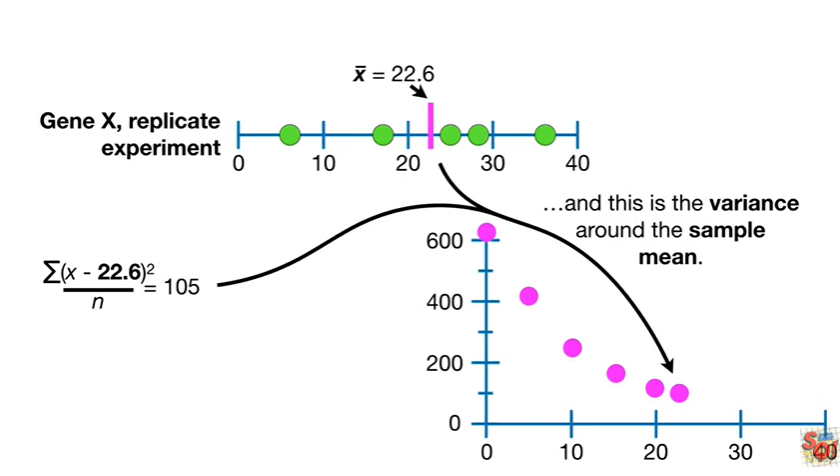 x̄ = 22.6
Gene X, replicate
experiment
0 10 20 30 40
…and this is the variance
around the sample
mean.
∑(x - 22.6)²
n
= 105
600
400
200
0
0 10 20 30 40